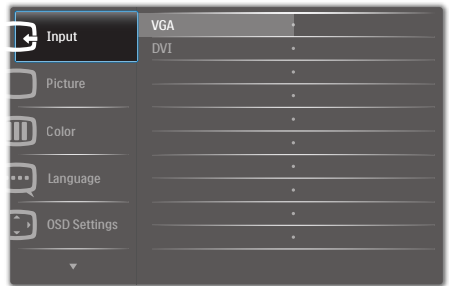 Input
Picture
Color
Language
OSD Settings
VGA
DVI